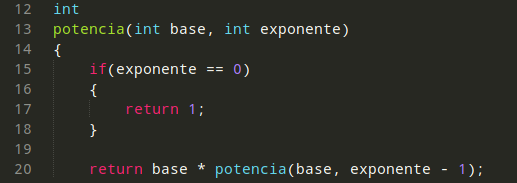 12 int
13 potencia(int base, int exponente)
14 {
15     if(exponente == 0)
16     {
17         return 1;
18     }
19
20     return base * potencia(base, exponente - 1);